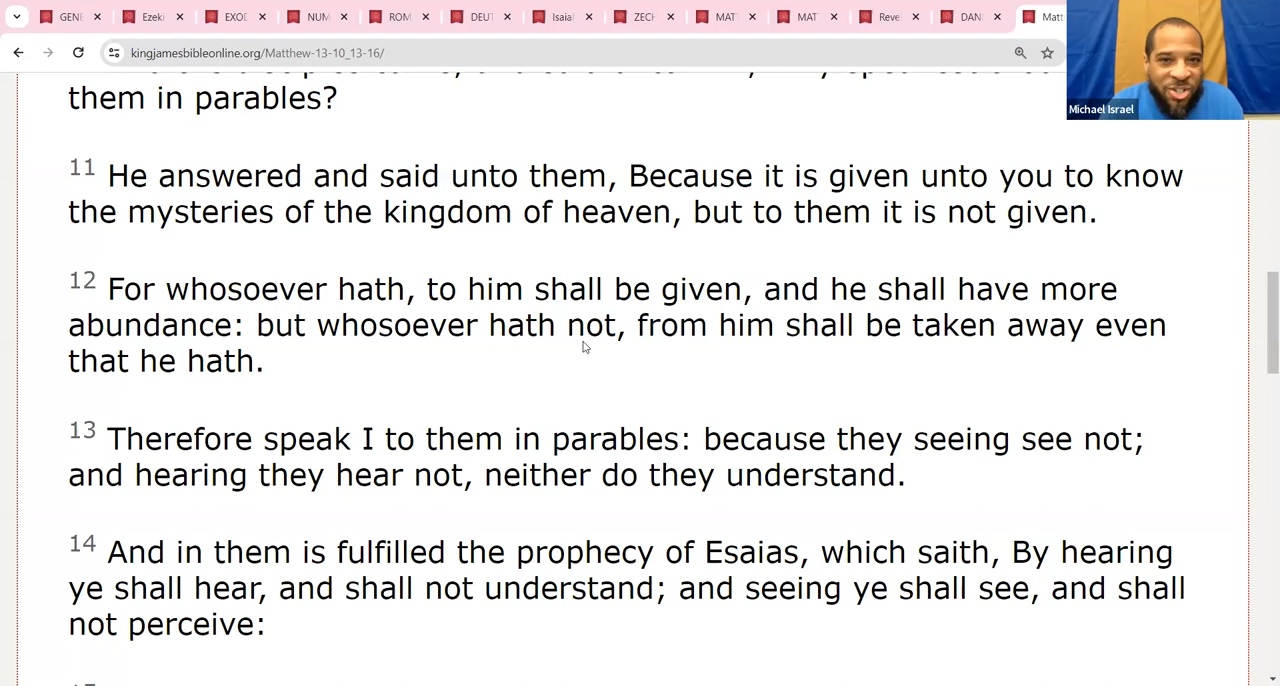 GENE
Ezeki
EXOD
NUM
ROM
DEUT
Isaiah
ZECH
MAT
MAT
Reve
DAN
Matt
kingjamesbibleonline.org/Matthew-13-10_13-16/
Michael Israel
them in parables?
11 He answered and said unto them, Because it is given unto you to know
the mysteries of the kingdom of heaven, but to them it is not given.
12 For whosoever hath, to him shall be given, and he shall have more
abundance: but whosoever hath not, from him shall be taken away even
that he hath.
13 Therefore speak I to them in parables: because they seeing see not;
and hearing they hear not, neither do they understand.
14 And in them is fulfilled the prophecy of Esaias, which saith, By hearing
ye shall hear, and shall not understand; and seeing ye shall see, and shall
not perceive: